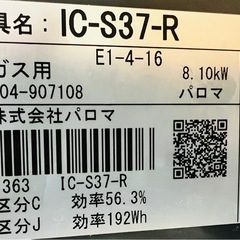 具名：IC-S37-R
E1-4-16
ガス用 8.10kW
04-907108 パロマ
株式会社パロマ
363 IC-S37-R
区分C 効率56.3%
区分J 効率192Wh